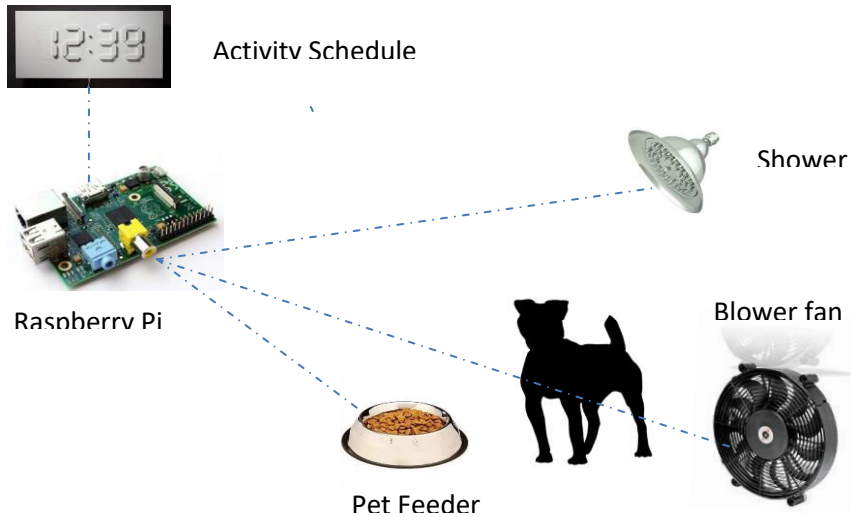 12:39
Activity Schedule
Shower
Raspberry Pi
Blower fan
Pet Feeder